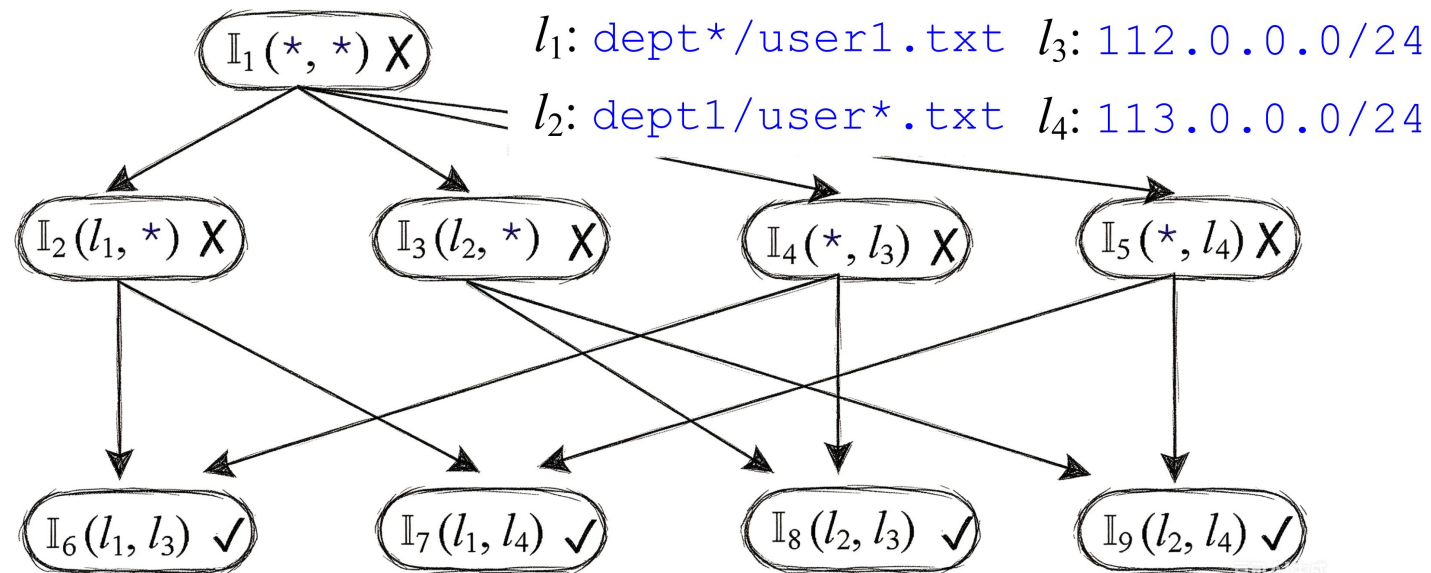 𝕀₁(*, *) ✗
l₁: dept*/user1.txt l₃: 112.0.0.0/24
l₂: dept1/user*.txt l₄: 113.0.0.0/24
𝕀₂(l₁, *) ✗ 𝕀₃(l₂, *) ✗ 𝕀₄(*, l₃) ✗ 𝕀₅(*, l₄) ✗
𝕀₆(l₁, l₃) ✓ 𝕀₇(l₁, l₄) ✓ 𝕀₈(l₂, l₃) ✓ 𝕀₉(l₂, l₄) ✓